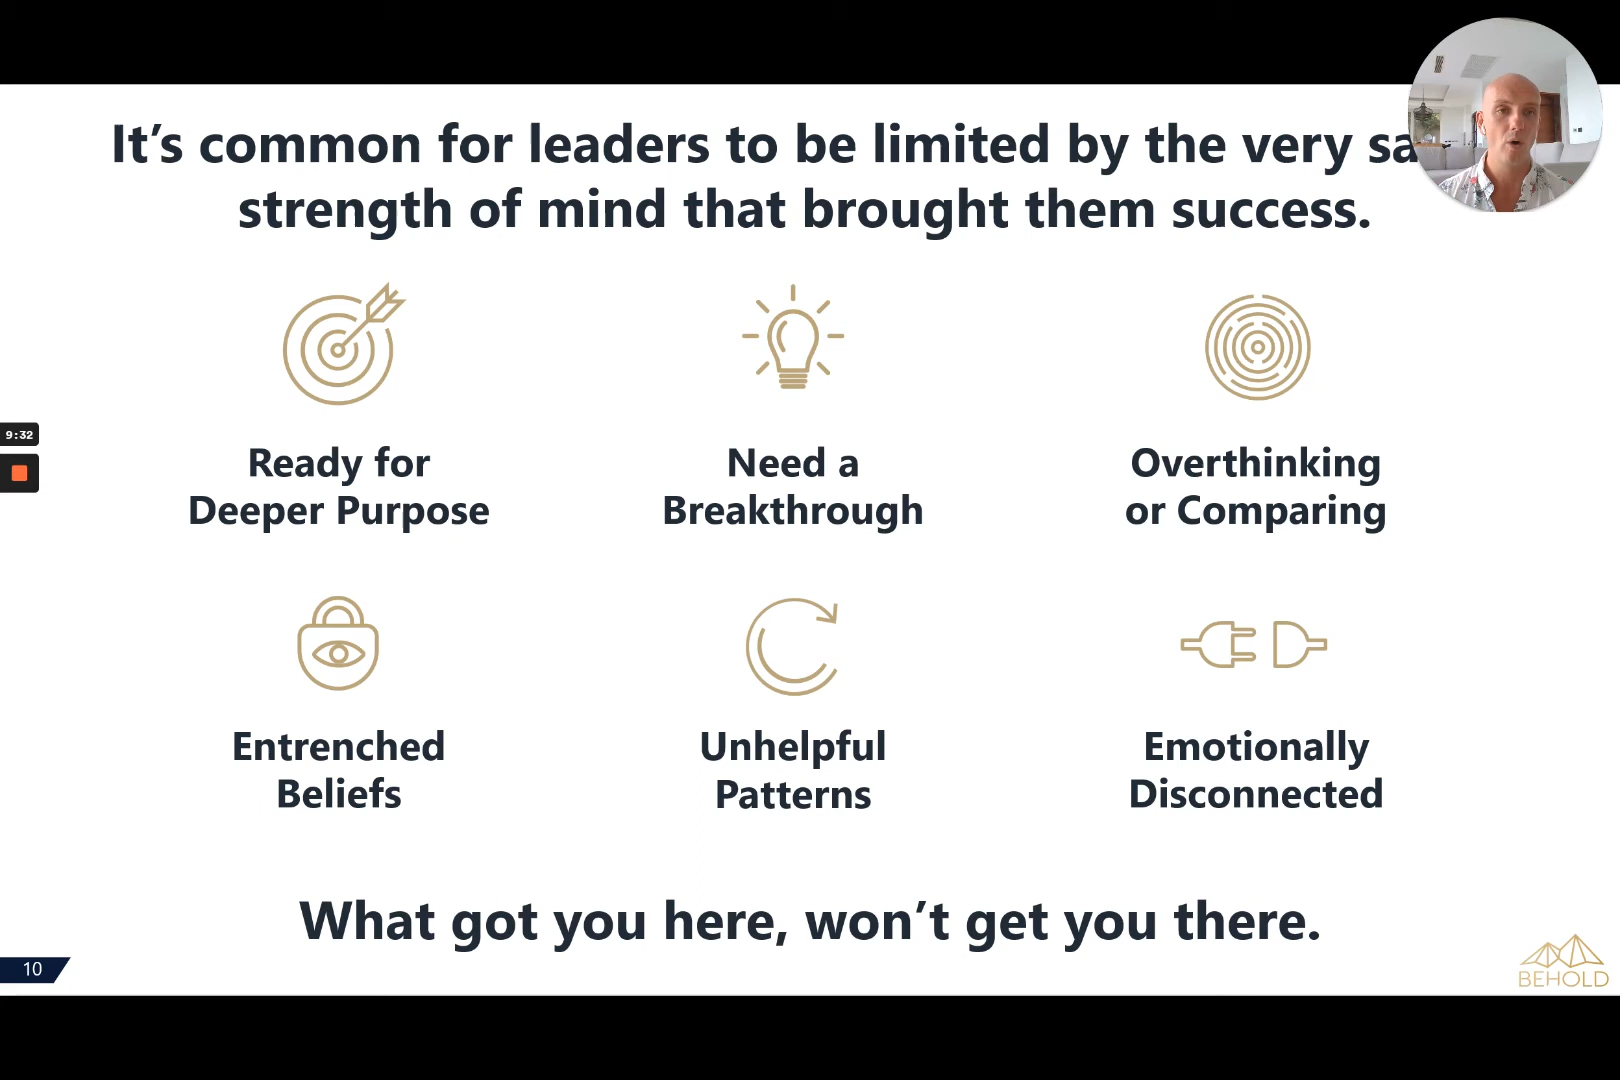 It's common for leaders to be limited by the very
strength of mind that brought them success.
9:32
Ready for
Deeper Purpose
Need a
Breakthrough
Overthinking
or Comparing
Entrenched
Beliefs
Unhelpful
Patterns
Emotionally
Disconnected
What got you here, won't get you there.
10
BEHOLD